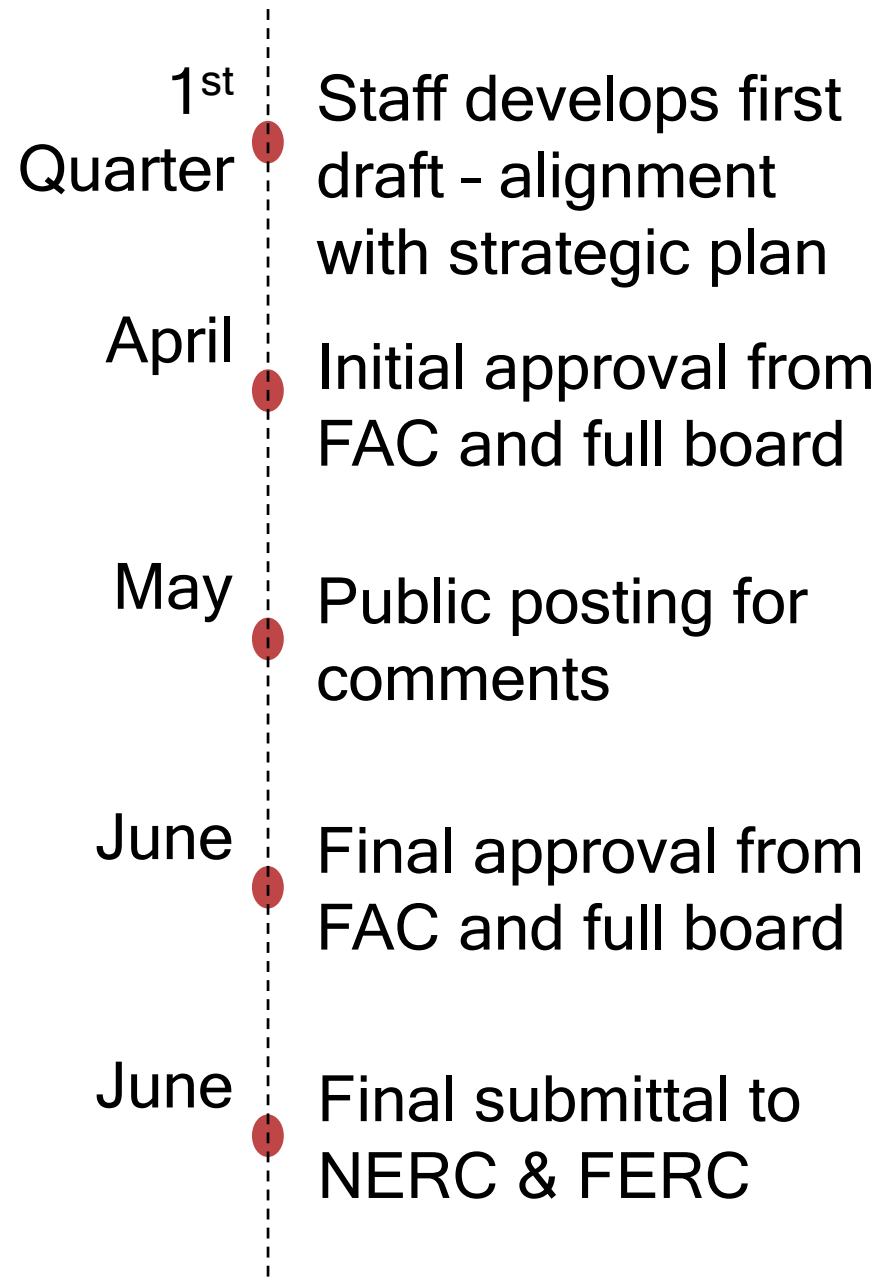 1st
Quarter
Staff develops first
draft – alignment
with strategic plan
April
Initial approval from
FAC and full board
May
Public posting for
comments
June
Final approval from
FAC and full board
June
Final submittal to
NERC & FERC